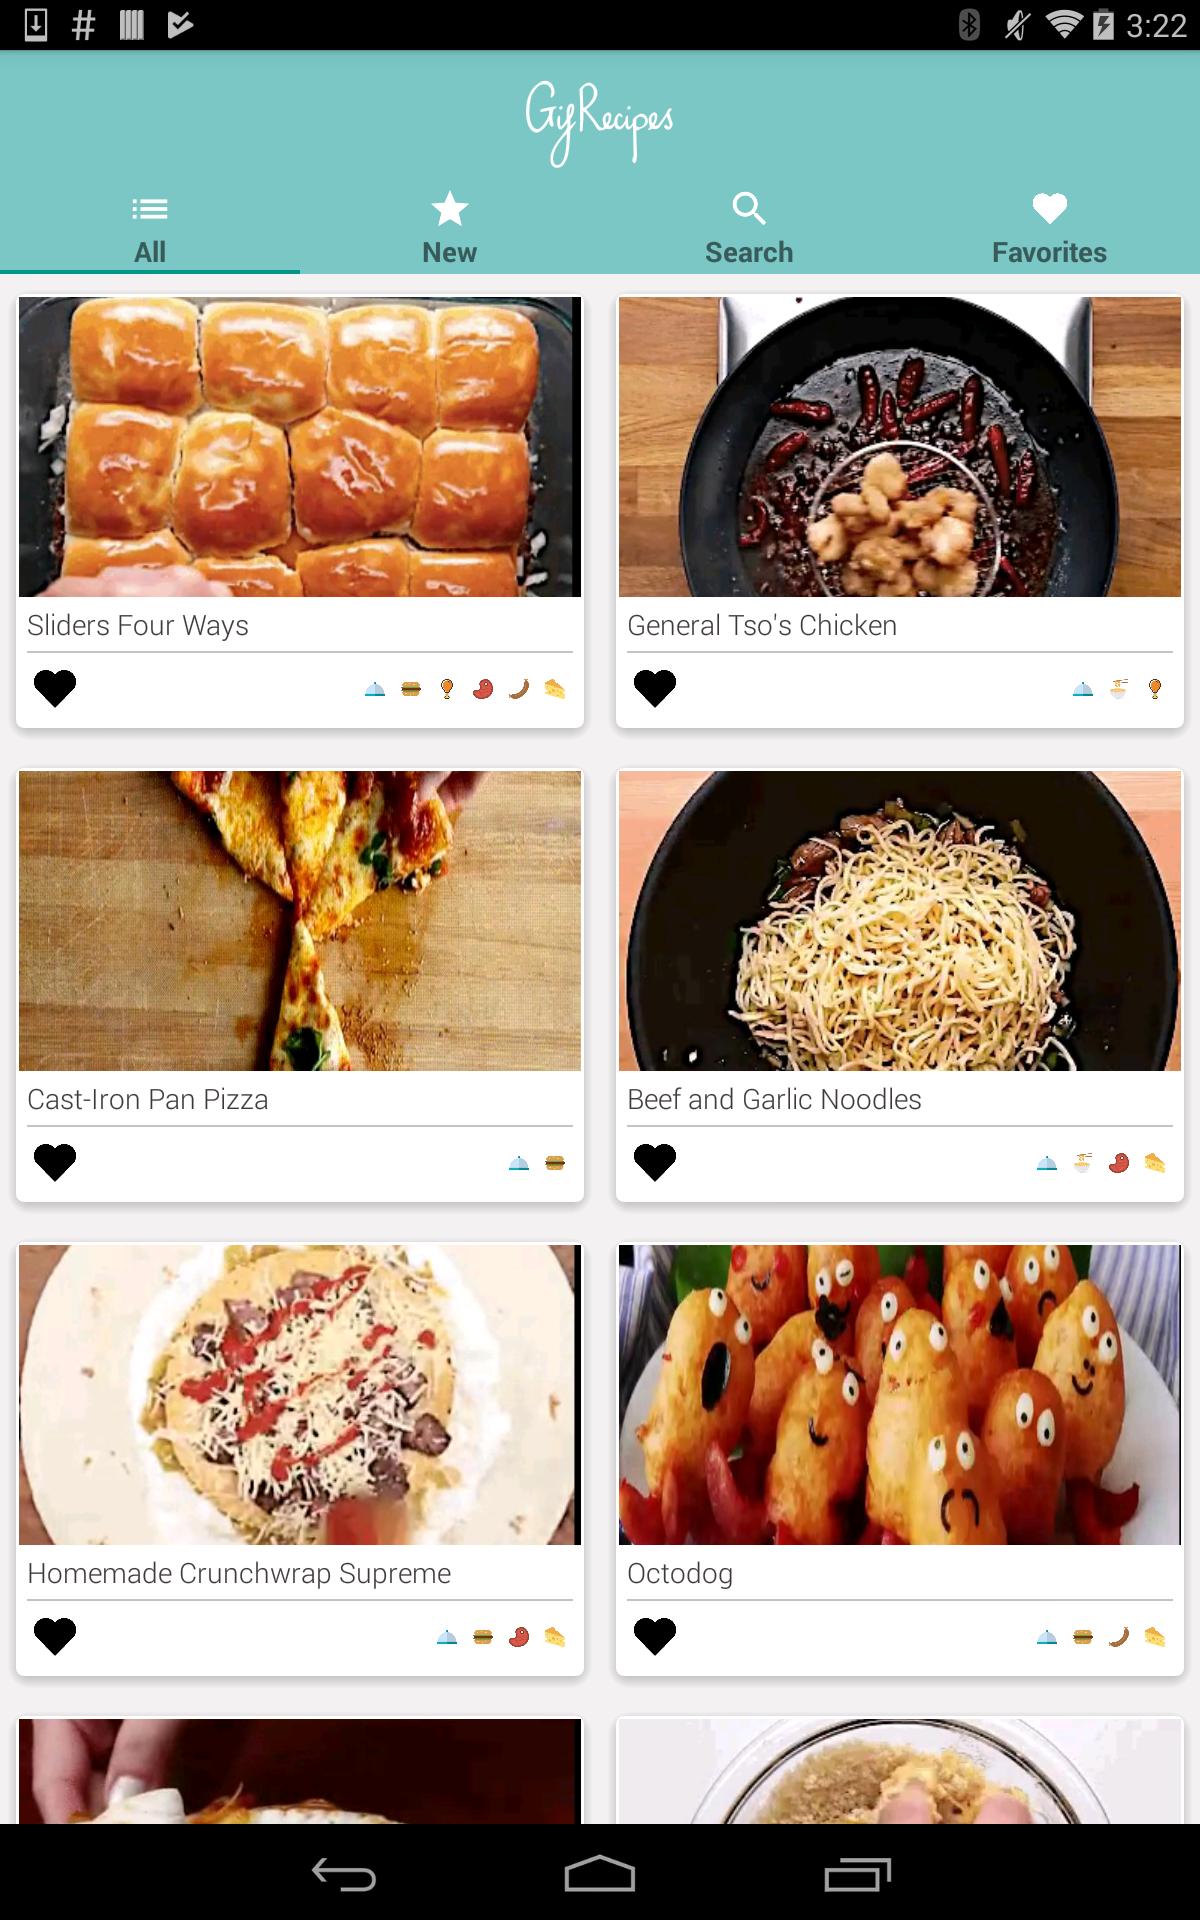 3:22
GifRecipes
All
New
Search
Favorites
Sliders Four Ways
General Tso's Chicken
Cast-Iron Pan Pizza
Beef and Garlic Noodles
Homemade Crunchwrap Supreme
Octodog